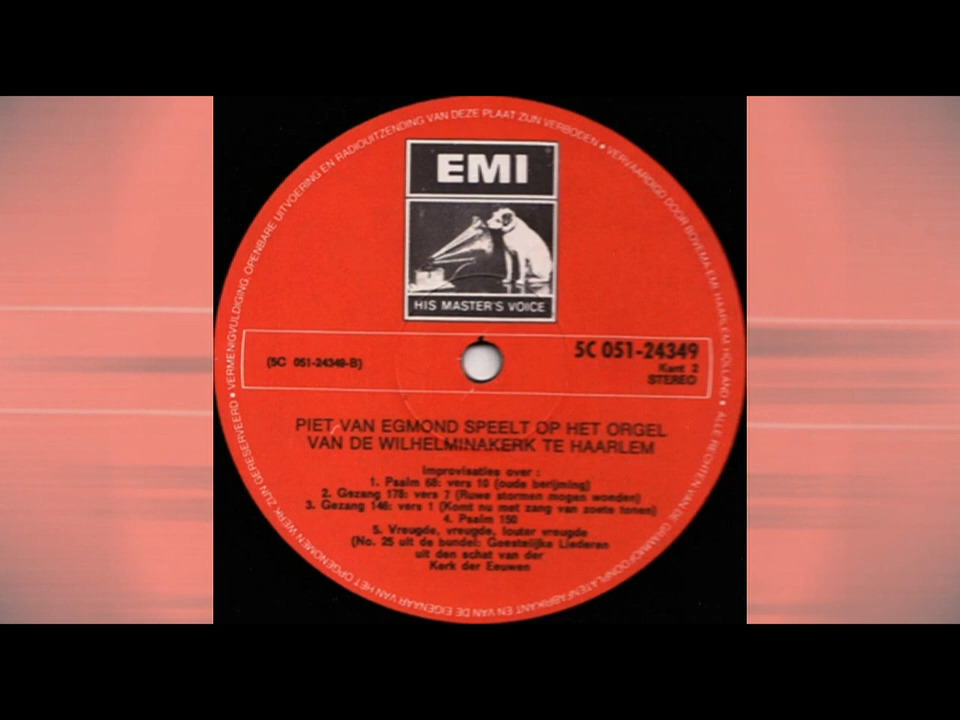 VERMENIGVULDIGING, OPENBARE UITVOERING EN RADIOUITZENDING VAN DEZE PLAAT ZIJN VERBODEN • VERVAARDIGD DOOR BOVEMA-EMI HAARLEM HOLLAND • ALLE RECHTEN VAN DE GRAMMOFOONPLATENFABRIKANT EN VAN DE EIGENAAR VAN HET OPGENOMEN WERK ZIJN GERESERVEERD •
EMI
HIS MASTER'S VOICE
(5C 051-24349-B)
5C 051-24349
Kant 2
STEREO
PIET VAN EGMOND SPEELT OP HET ORGEL
VAN DE WILHELMINAKERK TE HAARLEM
Improvisaties over :
1. Psalm 68: vers 10 (oude berijming)
2. Gezang 178: vers 7 (Ruwe stormen mogen woeden)
3. Gezang 146: vers 1 (Komt nu met zang van zoete tonen)
4. Psalm 150
5. Vreugde, vreugde, louter vreugde
(No. 25 uit de bundel: Geestelijke Liederen
uit den schat van der
Kerk der Eeuwen